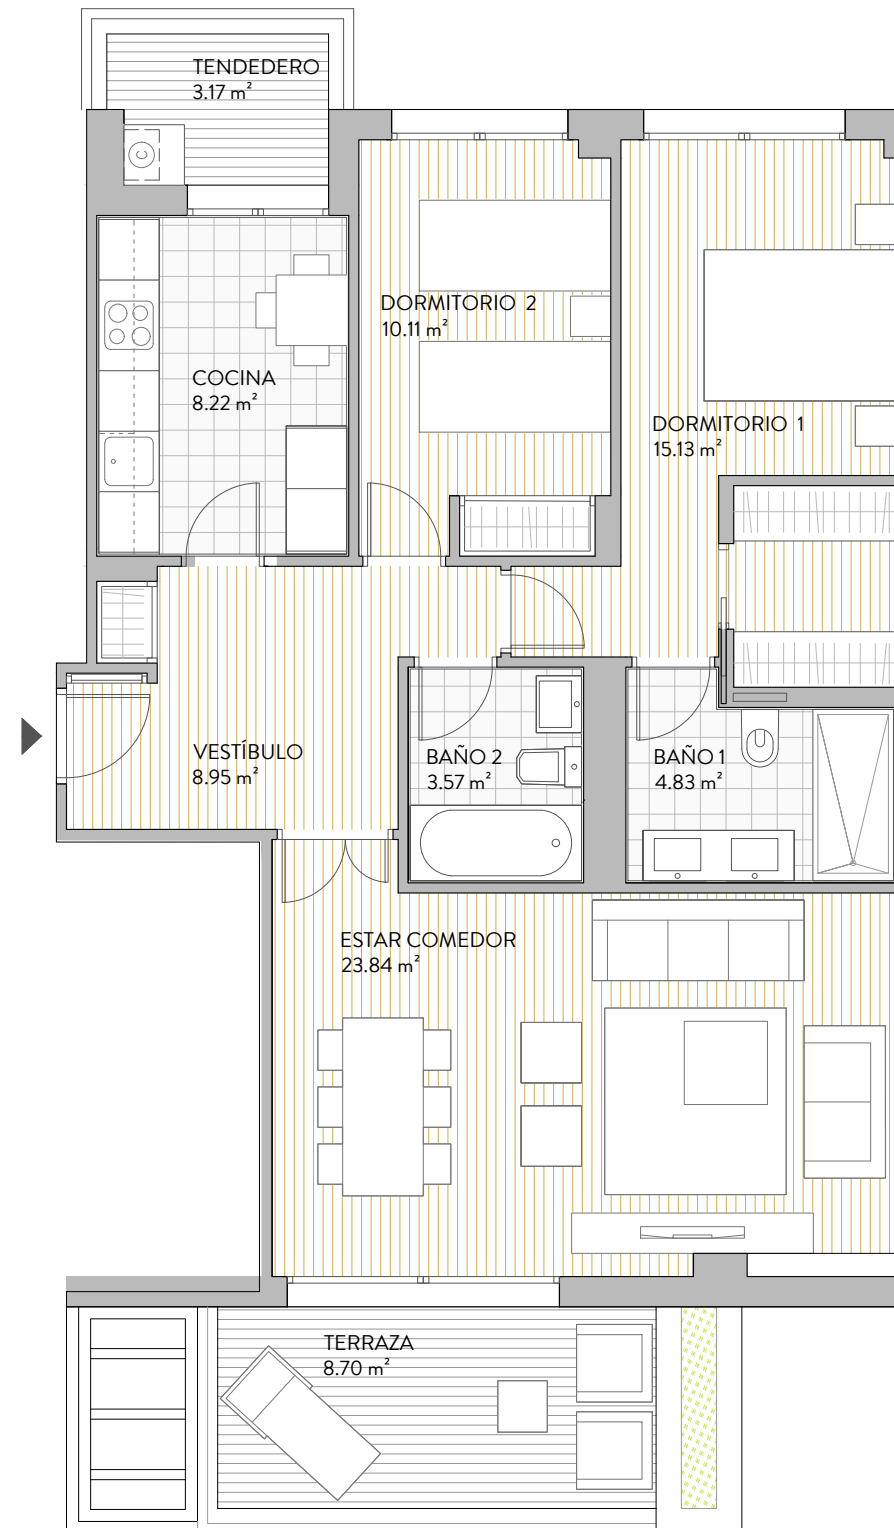 TENDEDERO
3.17 m²
C
DORMITORIO 2
10.11 m²
COCINA
8.22 m²
DORMITORIO 1
15.13 m²
VESTÍBULO
8.95 m²
BAÑO 2
3.57 m²
BAÑO 1
4.83 m²
ESTAR COMEDOR
23.84 m²
TERRAZA
8.70 m²